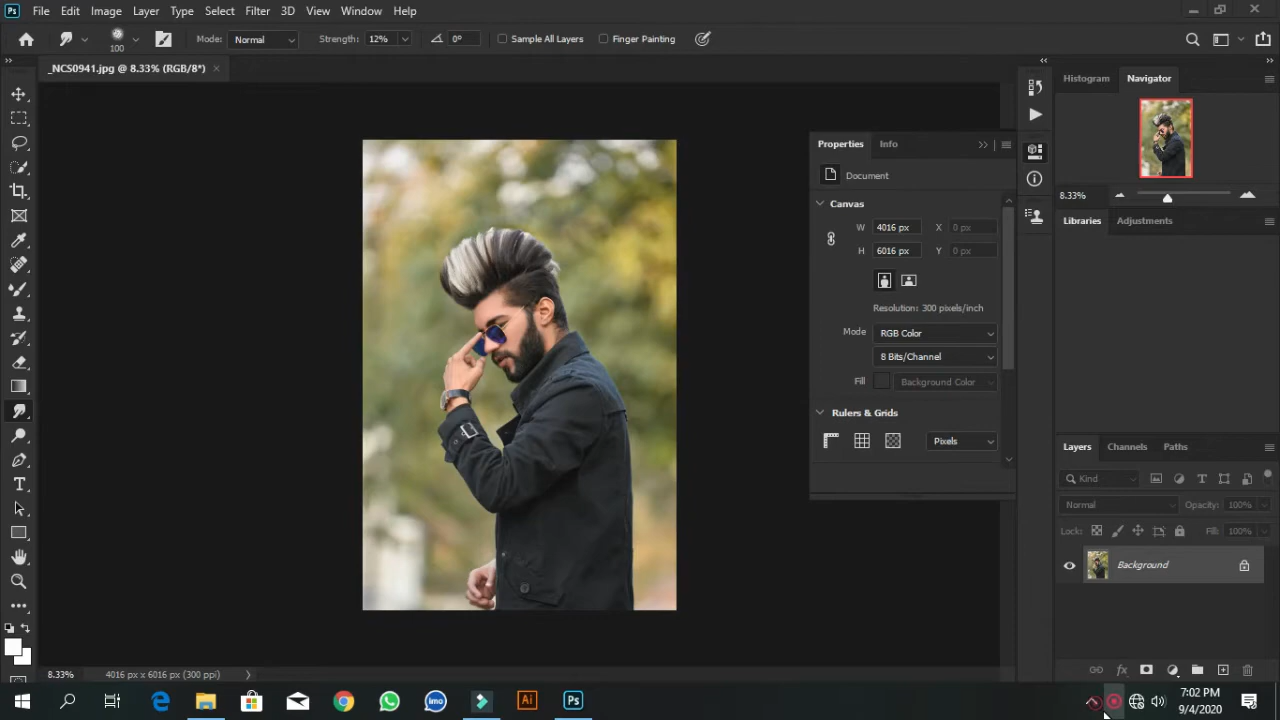 Ps File Edit Image Layer Type Select Filter 3D View Window Help
100 Mode: Normal Strength: 12% 0° Sample All Layers Finger Painting
_NCS0941.jpg @ 8.33% (RGB/8*)
Histogram Navigator
8.33%
Properties Info
Document
Canvas
W 4016 px X 0 px
H 6016 px Y 0 px
Resolution: 300 pixels/inch
Mode RGB Color
8 Bits/Channel
Fill Background Color
Rulers & Grids
Pixels
Libraries Adjustments
Layers Channels Paths
Kind
Normal Opacity: 100%
Lock: Fill: 100%
Background
8.33% 4016 px x 6016 px (300 ppi)
imo Ai Ps
7:02 PM
9/4/2020